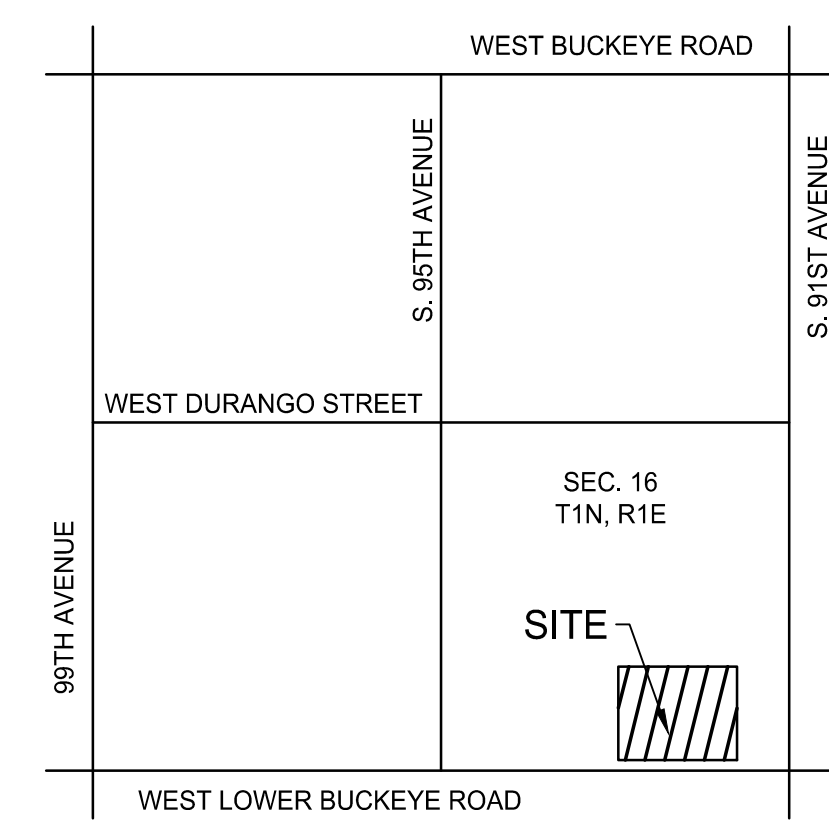 WEST BUCKEYE ROAD
S. 95TH AVENUE
S. 91ST AVENUE
WEST DURANGO STREET
SEC. 16
T1N, R1E
99TH AVENUE
SITE
WEST LOWER BUCKEYE ROAD